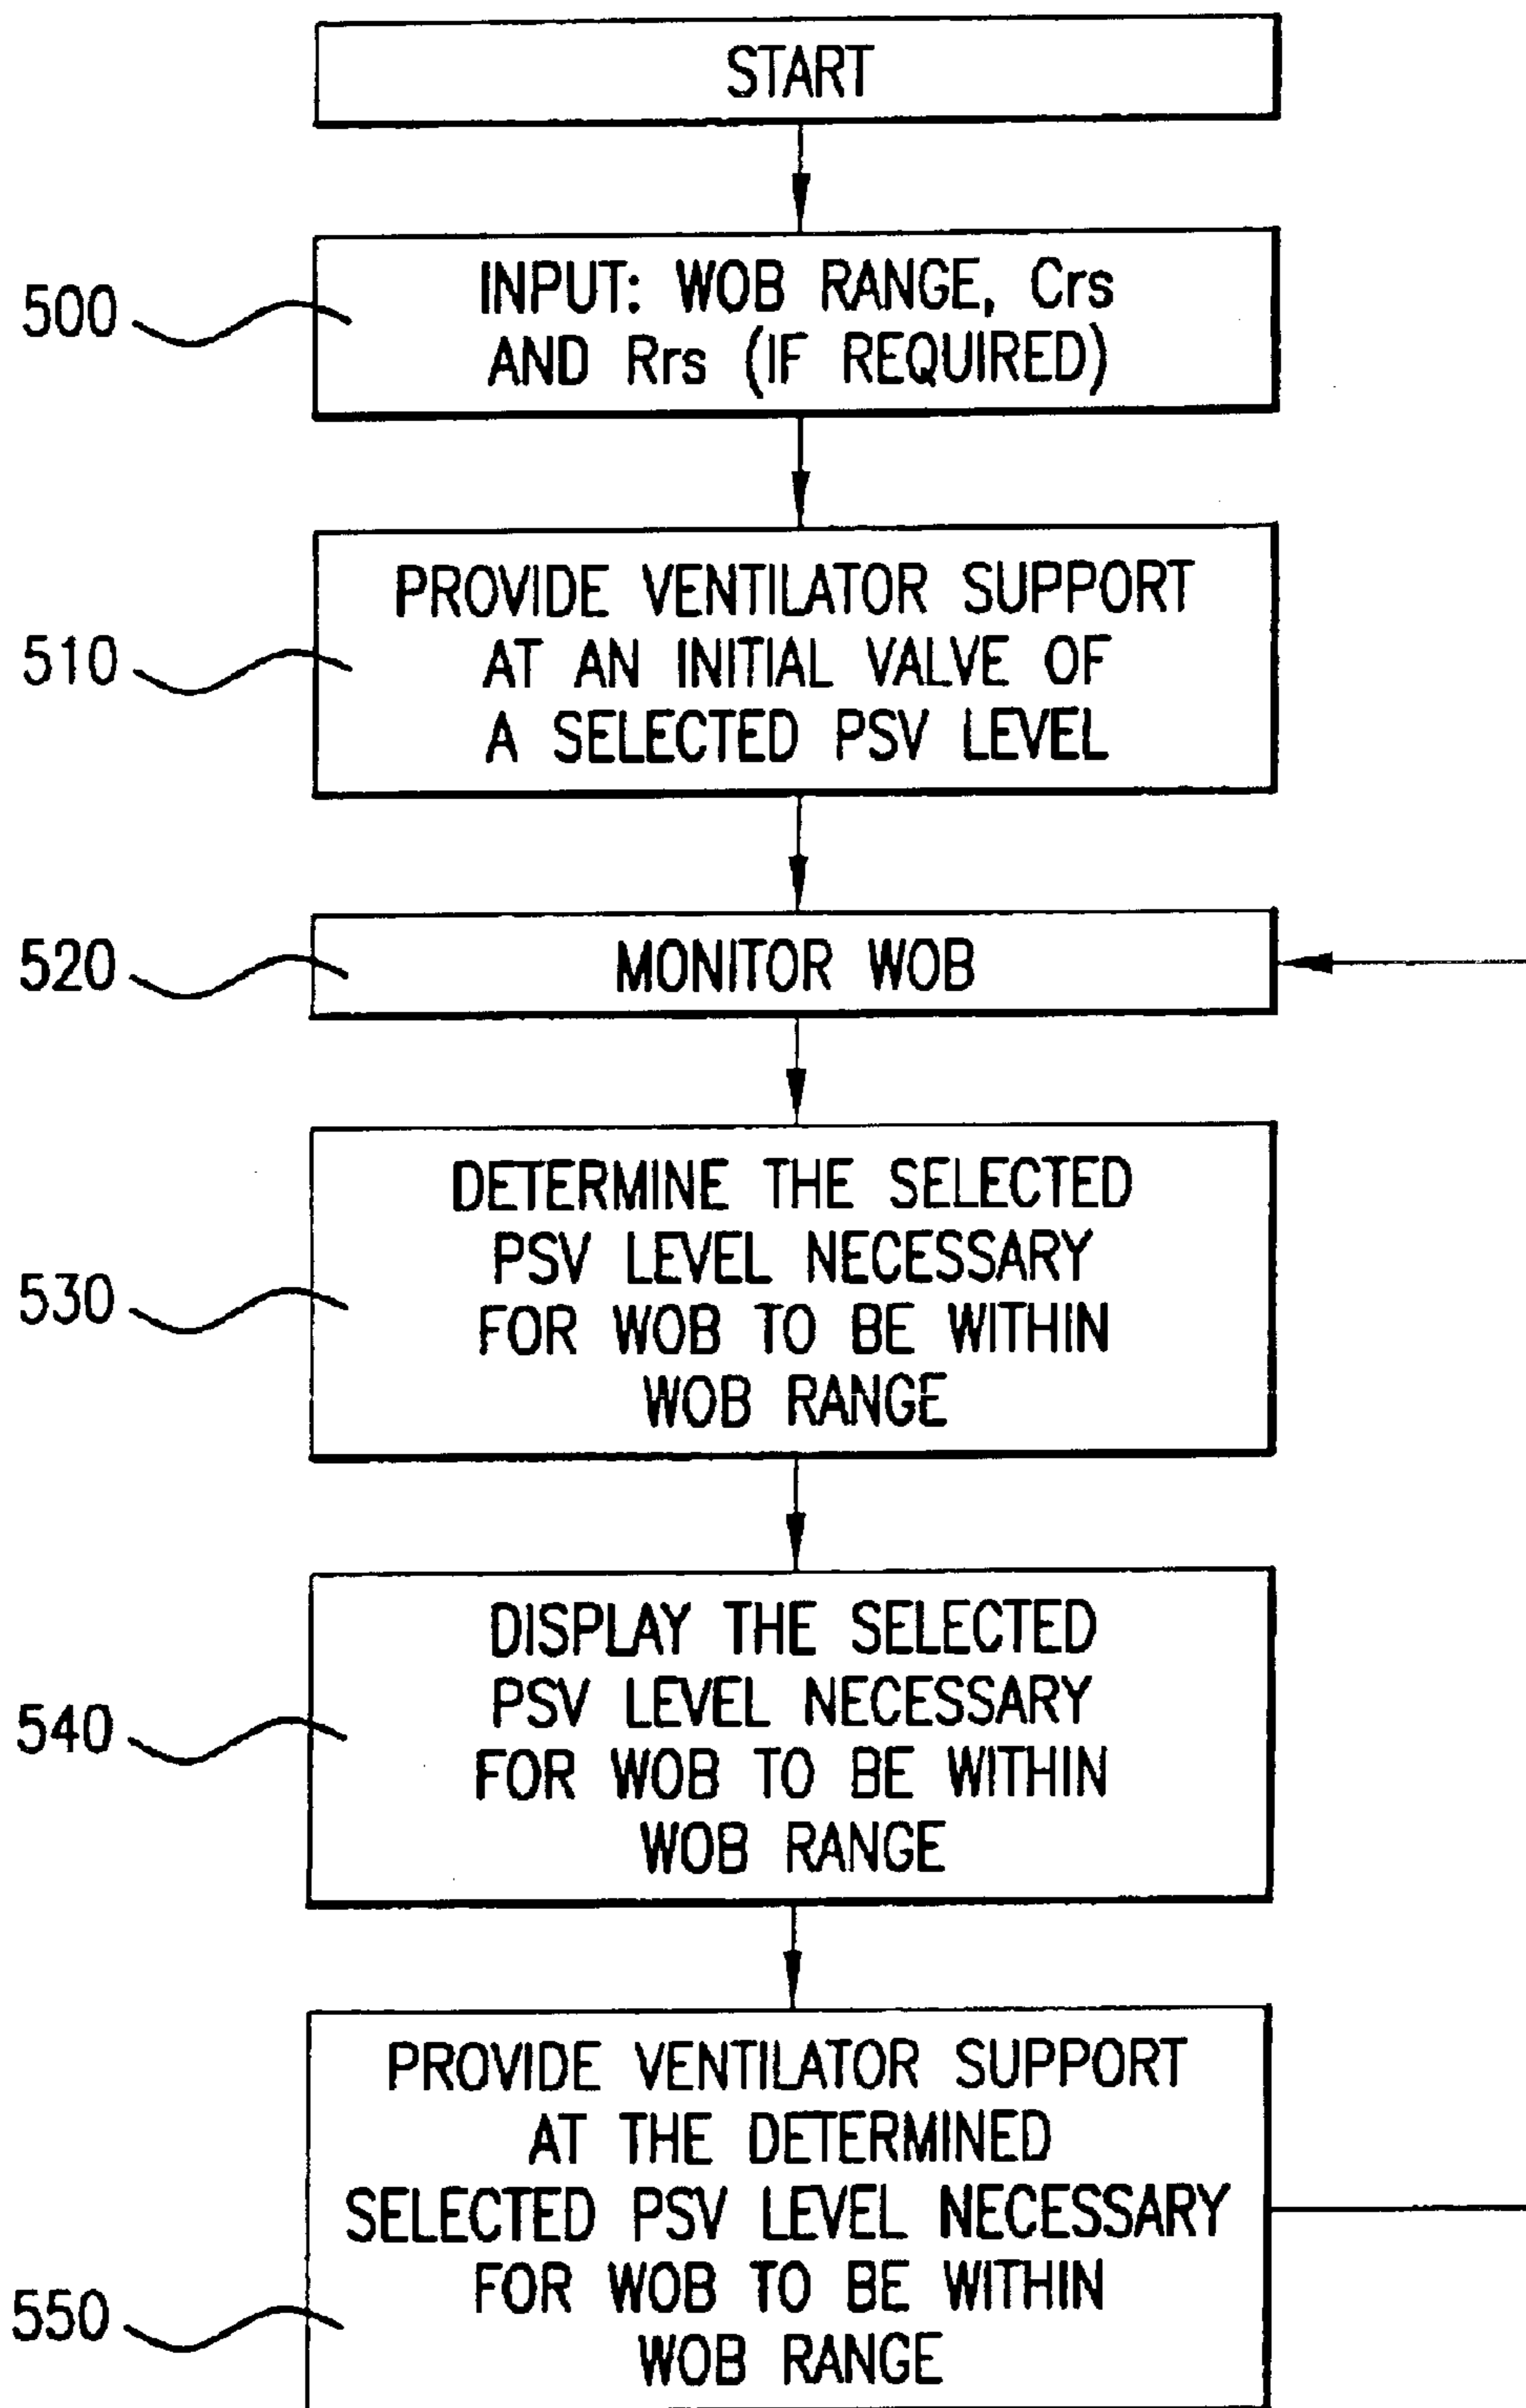 START
500
INPUT: WOB RANGE, Crs
AND Rrs (IF REQUIRED)
510
PROVIDE VENTILATOR SUPPORT
AT AN INITIAL VALVE OF
A SELECTED PSV LEVEL
520
MONITOR WOB
530
DETERMINE THE SELECTED
PSV LEVEL NECESSARY
FOR WOB TO BE WITHIN
WOB RANGE
540
DISPLAY THE SELECTED
PSV LEVEL NECESSARY
FOR WOB TO BE WITHIN
WOB RANGE
550
PROVIDE VENTILATOR SUPPORT
AT THE DETERMINED
SELECTED PSV LEVEL NECESSARY
FOR WOB TO BE WITHIN
WOB RANGE